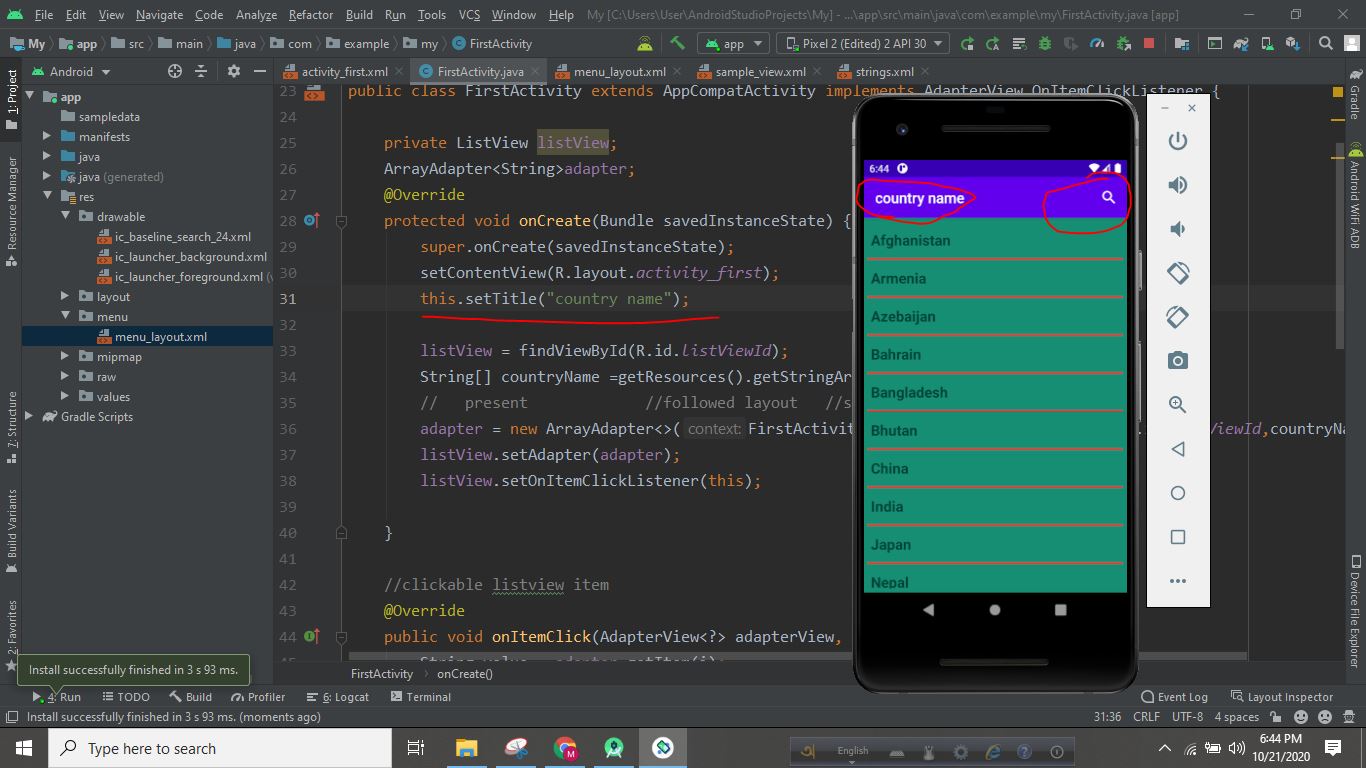 File Edit View Navigate Code Analyze Refactor Build Run Tools VCS Window Help My [C:\Users\User\AndroidStudioProjects\My] - ...\app\src\main\java\com\example\my\FirstActivity.java [app]
My app src main java com example my FirstActivity app Pixel 2 (Edited) 2 API 30
Android
activity_first.xml FirstActivity.java menu_layout.xml sample_view.xml strings.xml
1: Project
Resource Manager
7: Structure
Build Variants
2: Favorites
app
sampledata
manifests
java
java (generated)
res
drawable
ic_baseline_search_24.xml
ic_launcher_background.xml
ic_launcher_foreground.xml
layout
menu
menu_layout.xml
mipmap
raw
values
Gradle Scripts
23 public class FirstActivity extends AppCompatActivity implements AdapterView.OnItemClickListener {
24
25 private ListView listView;
26 ArrayAdapter<String>adapter;
27 @Override
28 protected void onCreate(Bundle savedInstanceState) {
29 super.onCreate(savedInstanceState);
30 setContentView(R.layout.activity_first);
31 this.setTitle("country name");
32
33 listView = findViewById(R.id.listViewId);
34 String[] countryName =getResources().getStringAr
35 // present //followed layout //s
36 adapter = new ArrayAdapter<>( context: FirstActivit iewId,countryNa
37 listView.setAdapter(adapter);
38 listView.setOnItemClickListener(this);
39
40 }
41
42 //clickable listview item
43 @Override
44 public void onItemClick(AdapterView<?> adapterView,
6:44
country name
Afghanistan
Armenia
Azebaijan
Bahrain
Bangladesh
Bhutan
China
India
Japan
Nepal
Gradle
Android WiFi ADB
Device File Explorer
Install successfully finished in 3 s 93 ms.
FirstActivity onCreate()
4: Run TODO Build Profiler 6: Logcat Terminal Event Log Layout Inspector
Install successfully finished in 3 s 93 ms. (moments ago) 31:36 CRLF UTF-8 4 spaces
Type here to search
English
6:44 PM
10/21/2020